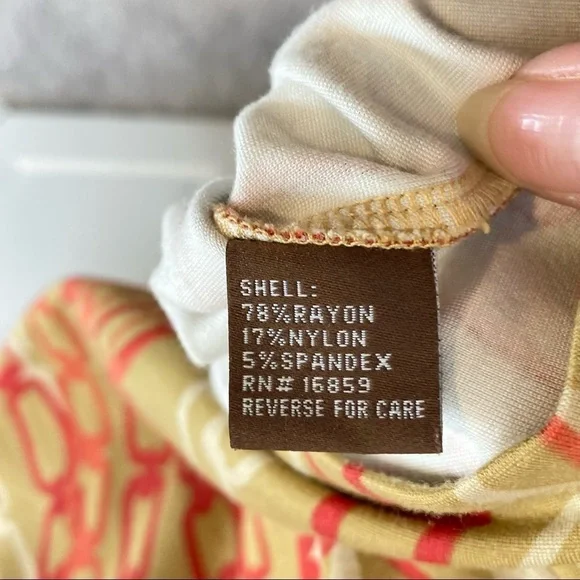 SHELL:
78%RAYON
17%NYLON
5%SPANDEX
RN# 16859
REVERSE FOR CARE